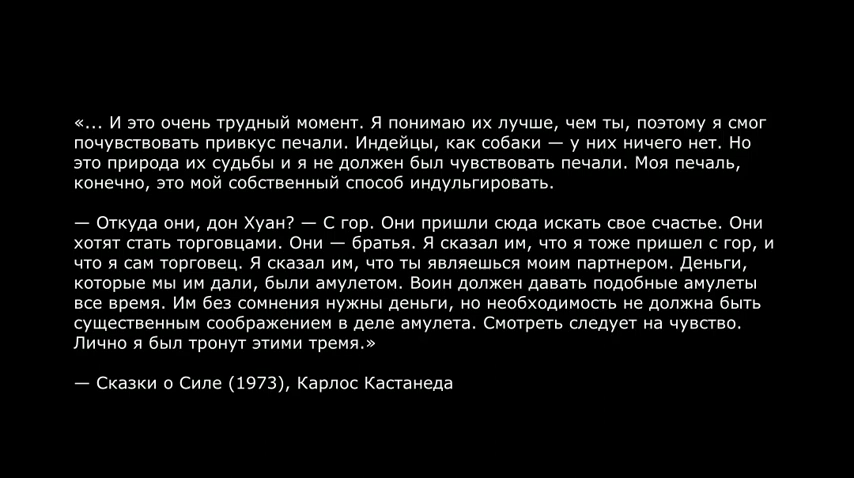 «... И это очень трудный момент. Я понимаю их лучше, чем ты, поэтому я смог
почувствовать привкус печали. Индейцы, как собаки — у них ничего нет. Но
это природа их судьбы и я не должен был чувствовать печали. Моя печаль,
конечно, это мой собственный способ индульгировать.
— Откуда они, дон Хуан? — С гор. Они пришли сюда искать свое счастье. Они
хотят стать торговцами. Они — братья. Я сказал им, что я тоже пришел с гор, и
что я сам торговец. Я сказал им, что ты являешься моим партнером. Деньги,
которые мы им дали, были амулетом. Воин должен давать подобные амулеты
все время. Им без сомнения нужны деньги, но необходимость не должна быть
существенным соображением в деле амулета. Смотреть следует на чувство.
Лично я был тронут этими тремя.»
— Сказки о Силе (1973), Карлос Кастанеда